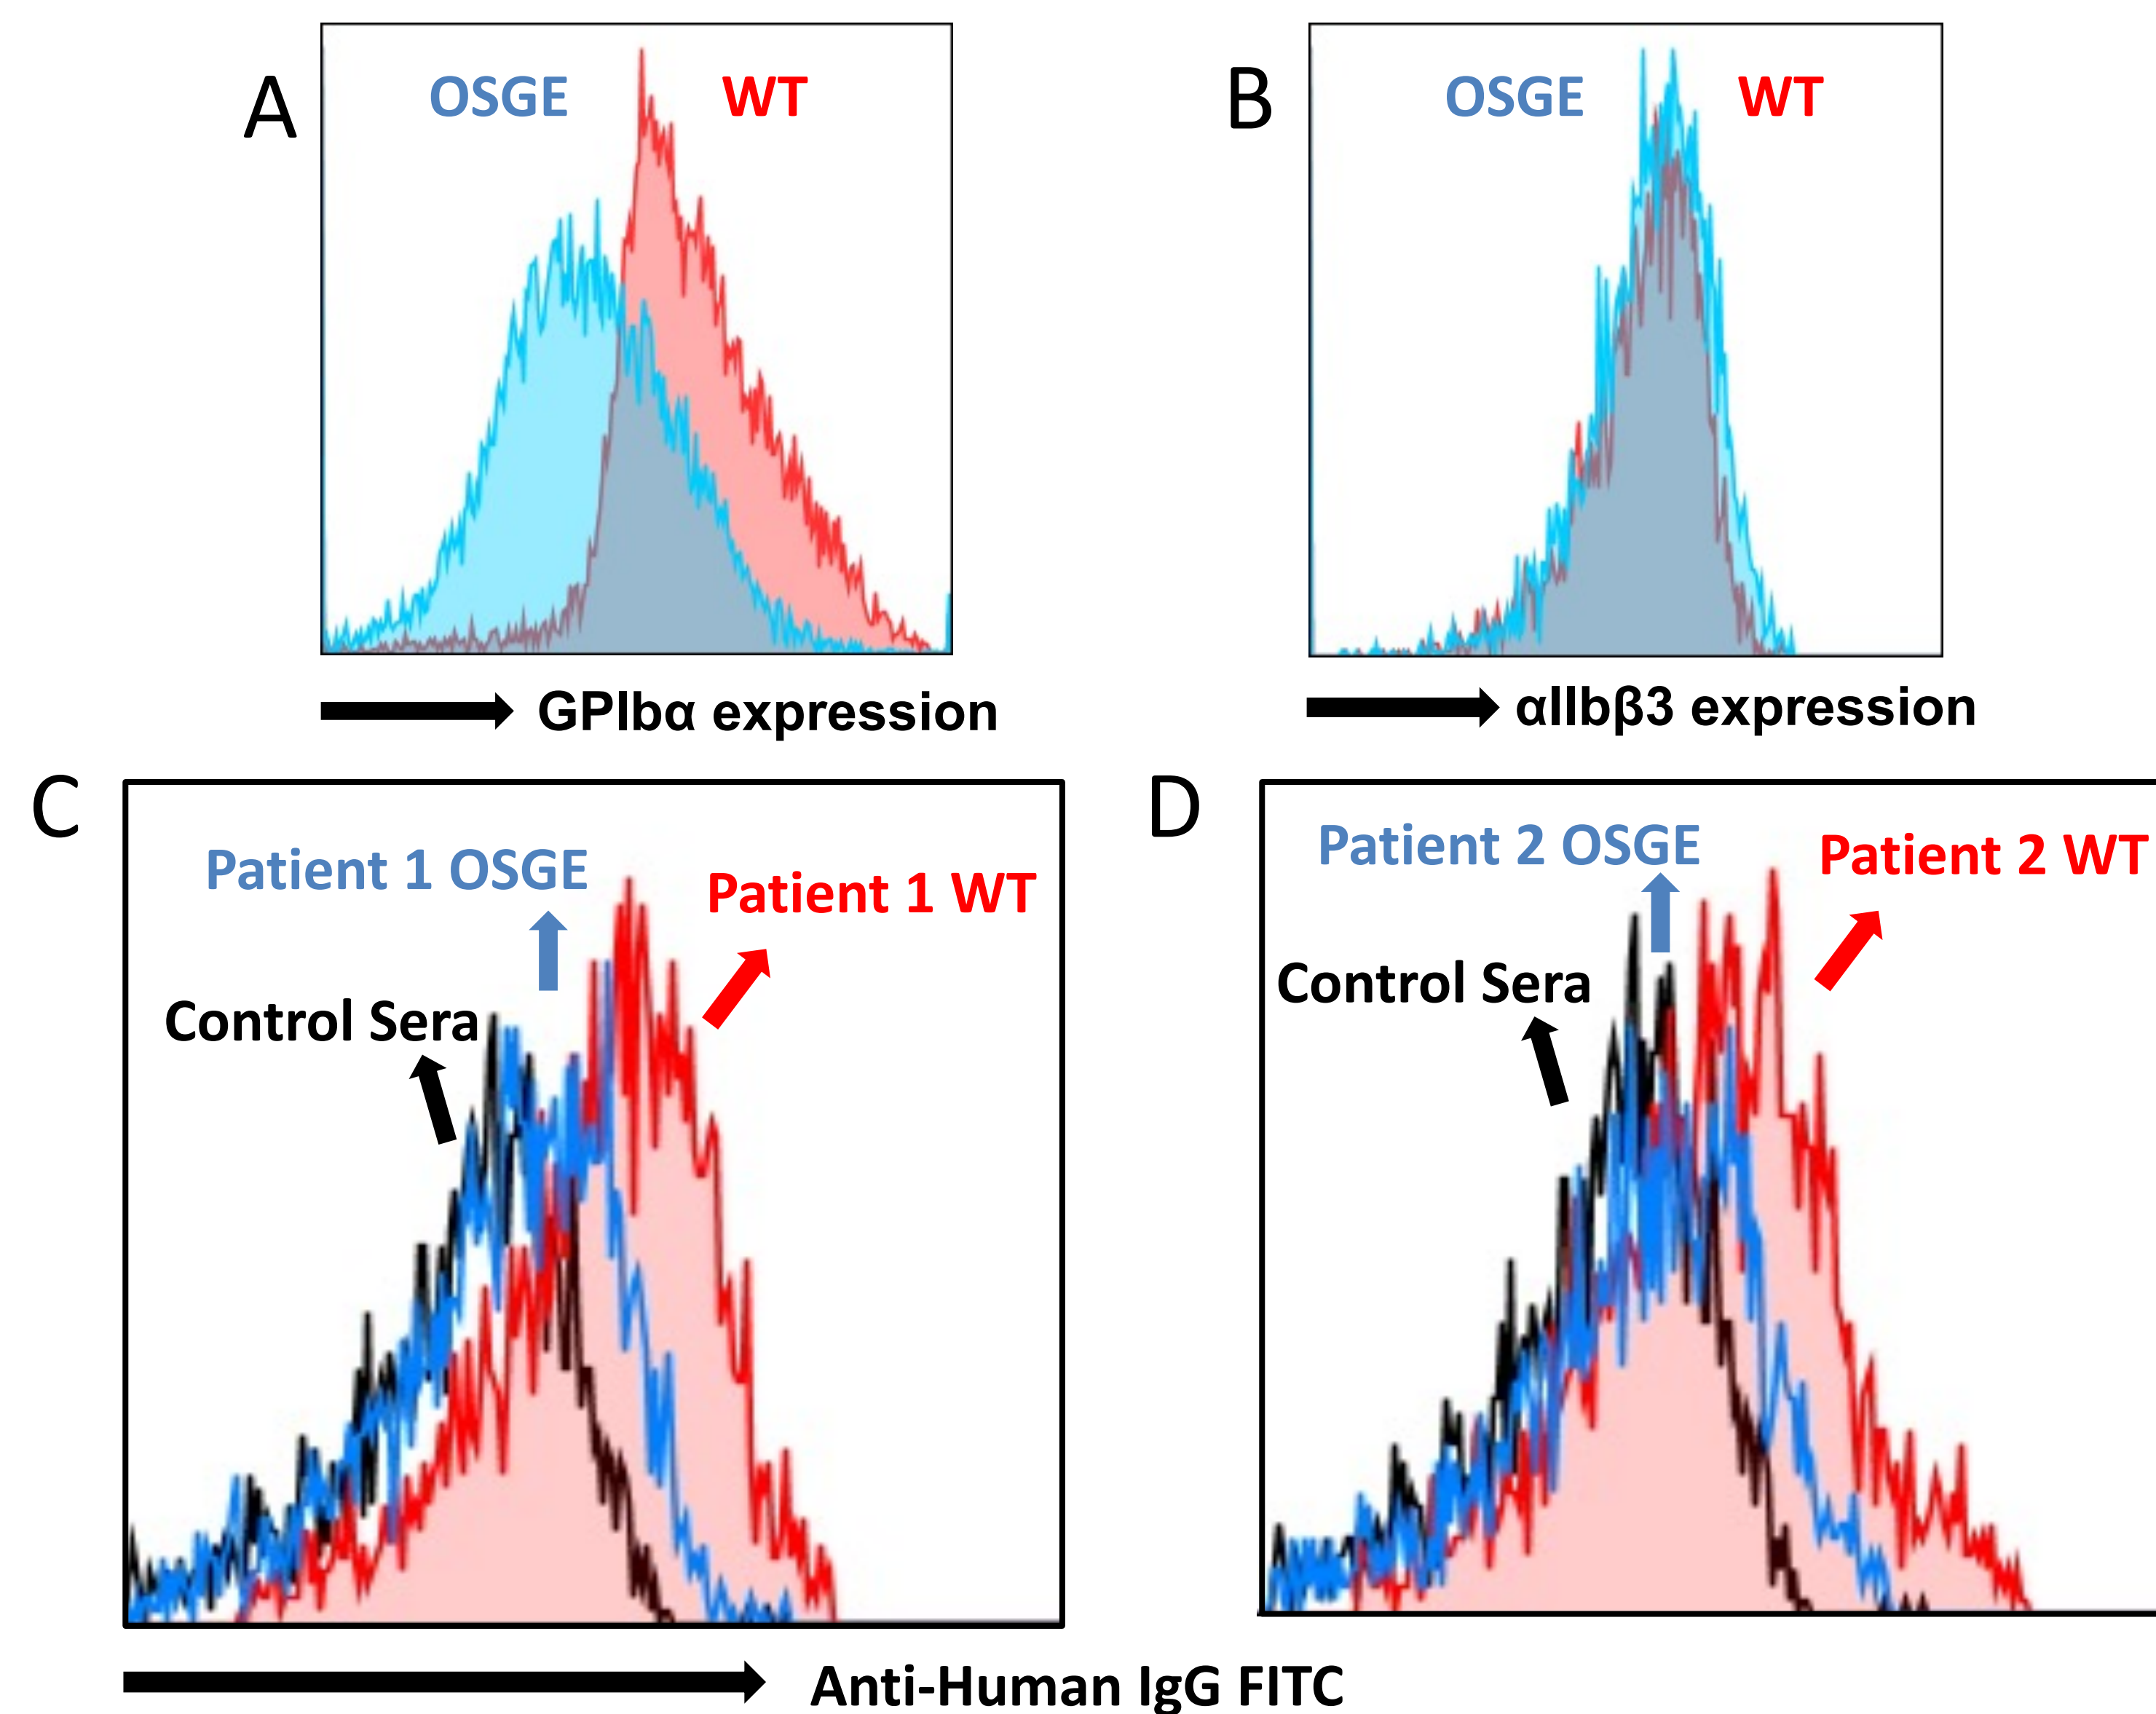 A
OSGE
WT
B
OSGE
WT
GPIbα expression
αIIbβ3 expression
C
Patient 1 OSGE
Patient 1 WT
Control Sera
D
Patient 2 OSGE
Patient 2 WT
Control Sera
Anti-Human IgG FITC